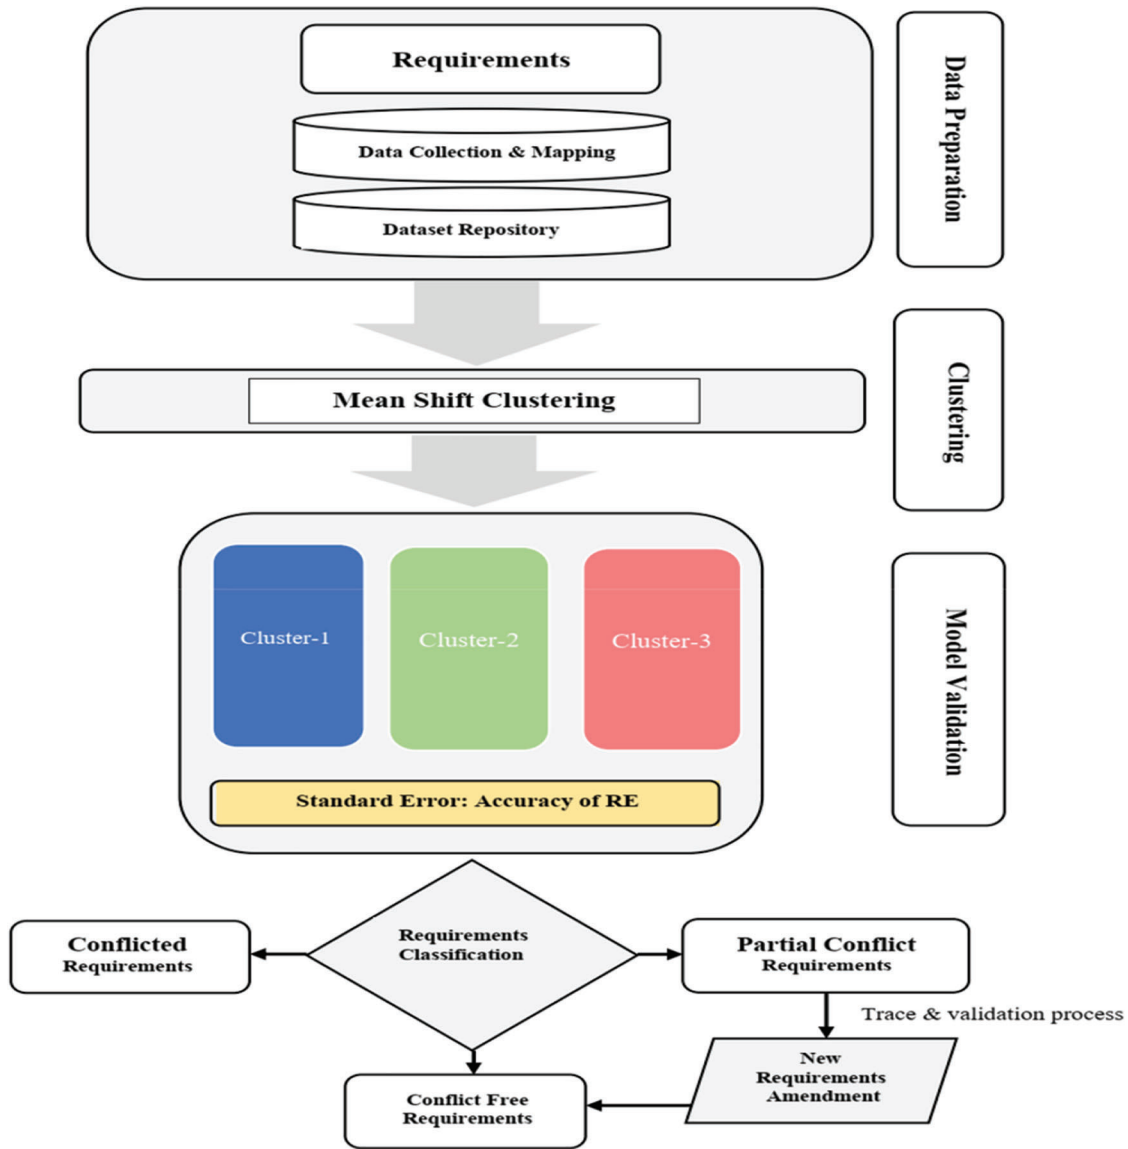 Requirements
Data Collection & Mapping
Dataset Repository
Data Preparation
Mean Shift Clustering
Clustering
Cluster-1
Cluster-2
Cluster-3
Standard Error: Accuracy of RE
Model Validation
Requirements
Classification
Conflicted
Requirements
Partial Conflict
Requirements
Trace & validation process
New
Requirements
Amendment
Conflict Free
Requirements